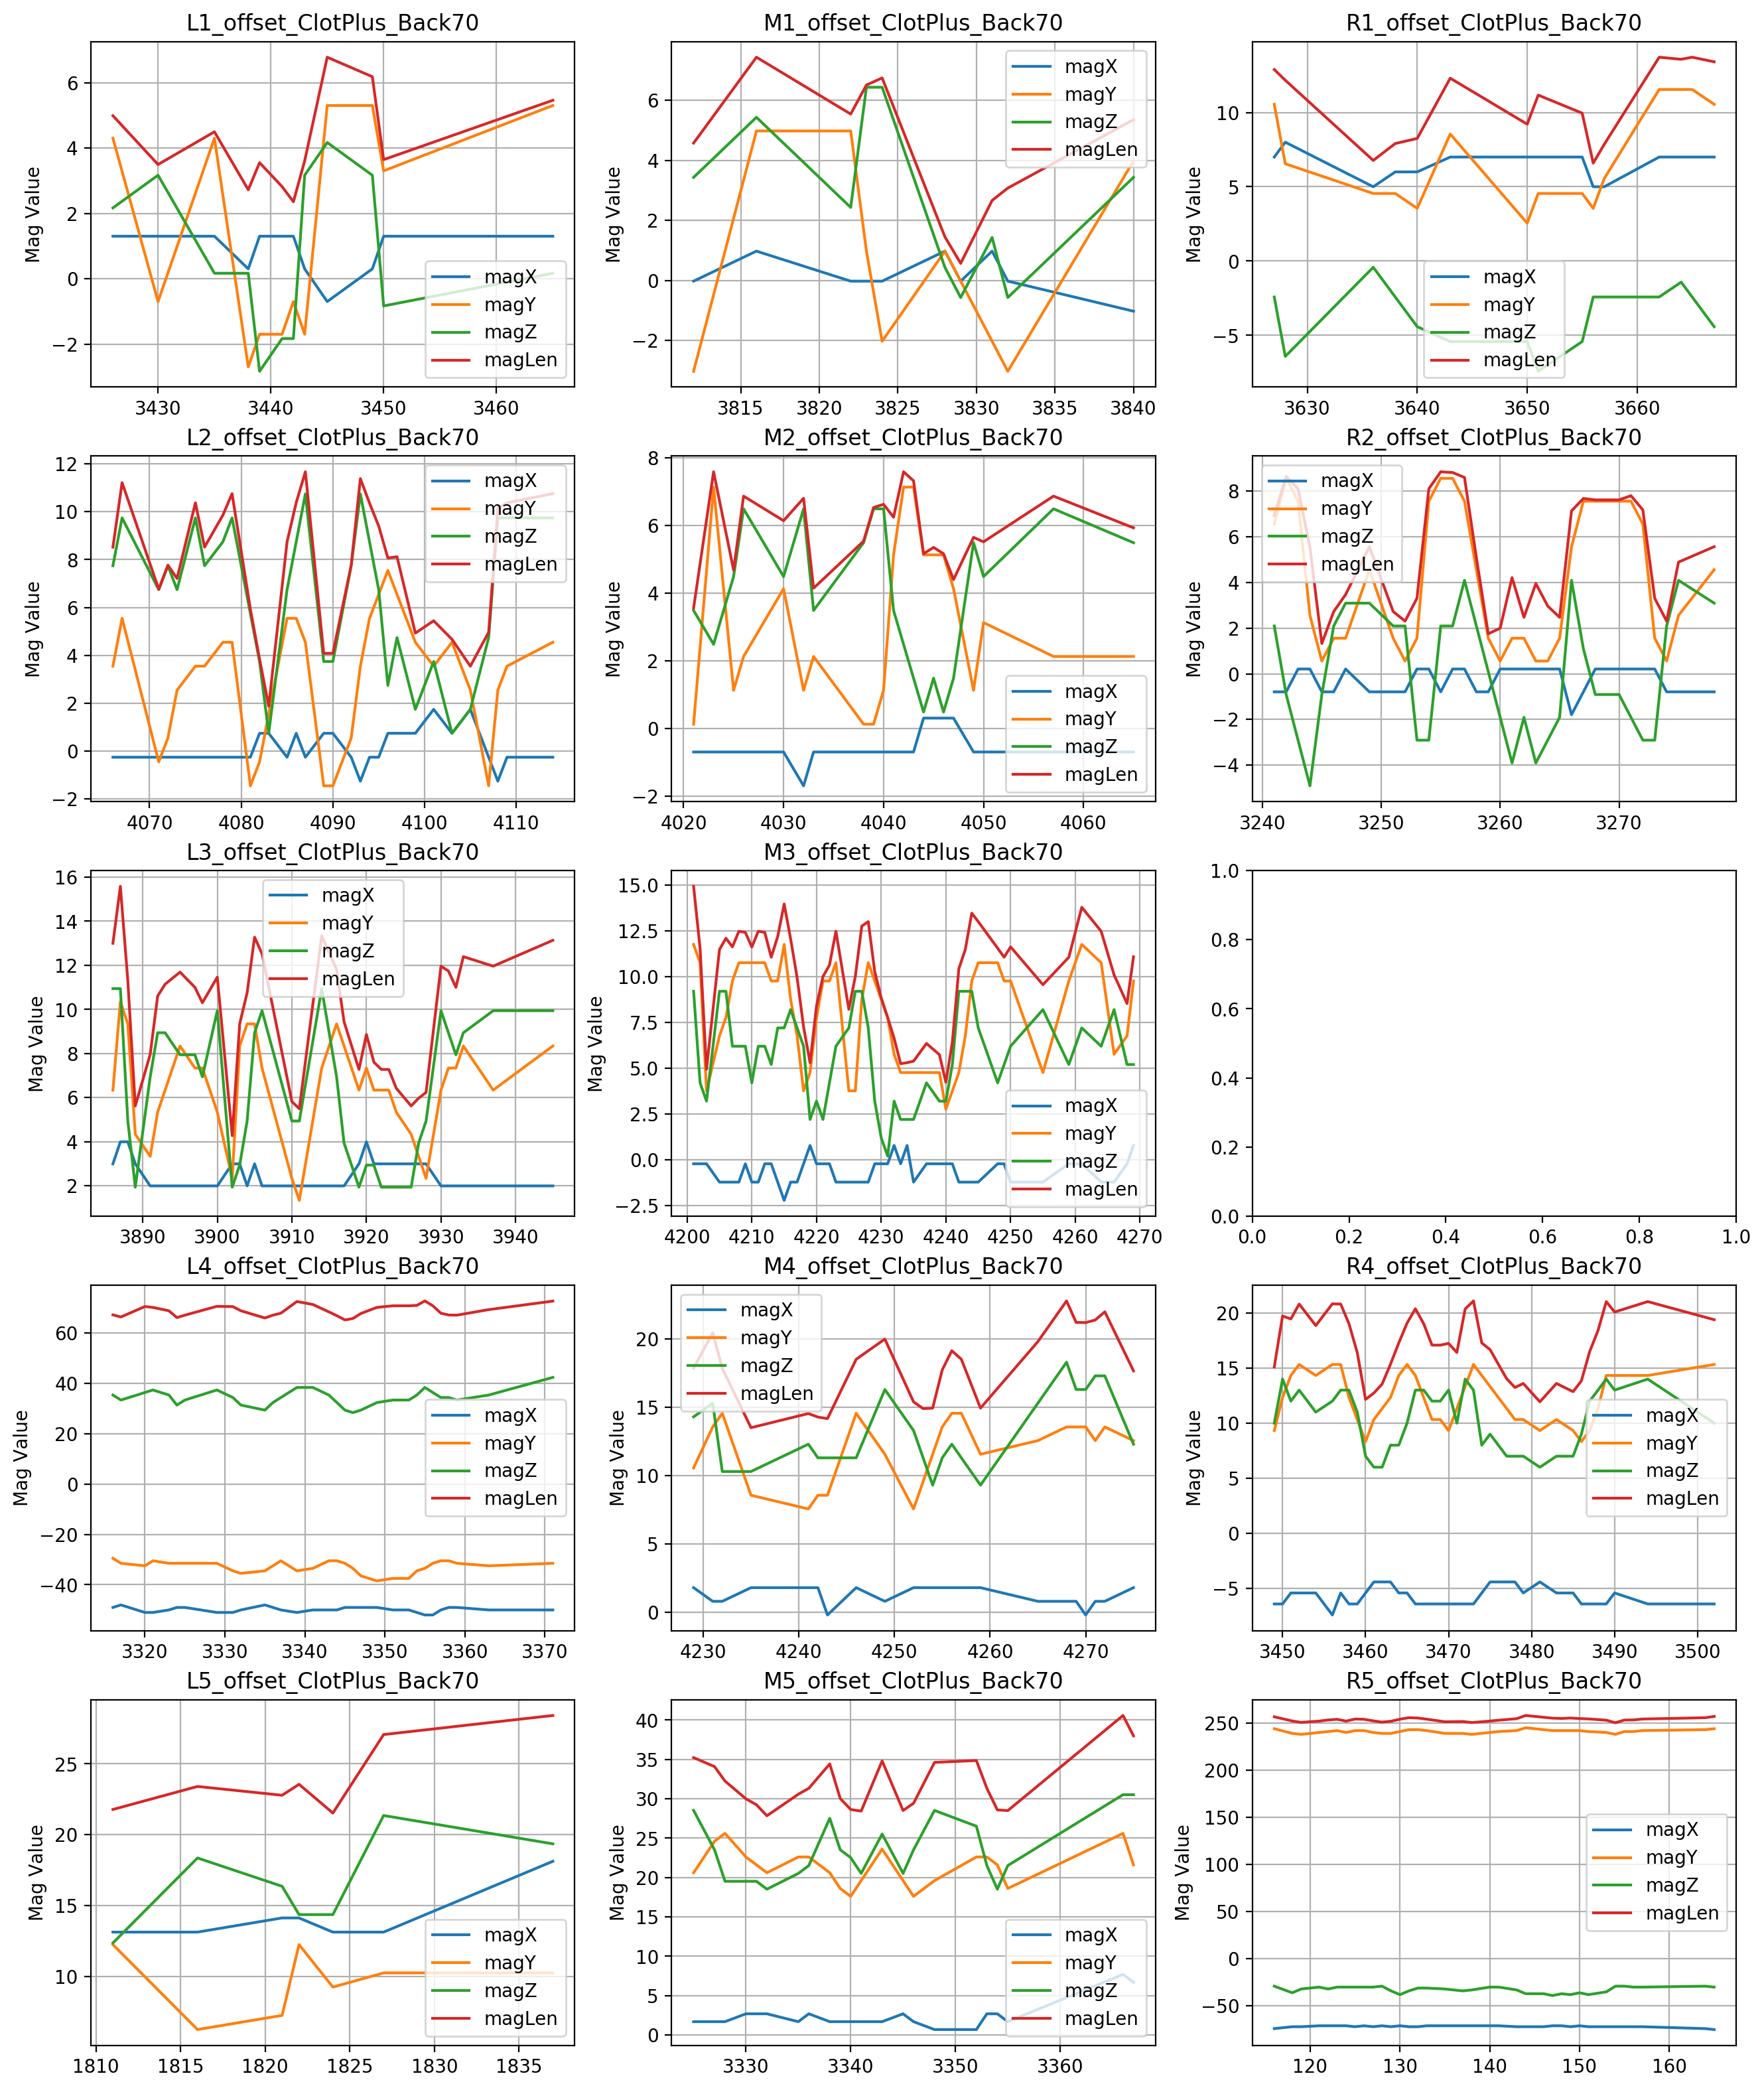 L1_offset_ClotPlus_Back70
Mag Value
6
4
2
0
−2
3430 3440 3450 3460
magX
magY
magZ
magLen
M1_offset_ClotPlus_Back70
Mag Value
6
4
2
0
−2
3815 3820 3825 3830 3835 3840
magX
magY
magZ
magLen
R1_offset_ClotPlus_Back70
Mag Value
10
5
0
−5
3630 3640 3650 3660
magX
magY
magZ
magLen
L2_offset_ClotPlus_Back70
Mag Value
12
10
8
6
4
2
0
−2
4070 4080 4090 4100 4110
magX
magY
magZ
magLen
M2_offset_ClotPlus_Back70
Mag Value
8
6
4
2
0
−2
4020 4030 4040 4050 4060
magX
magY
magZ
magLen
R2_offset_ClotPlus_Back70
Mag Value
8
6
4
2
0
−2
−4
3240 3250 3260 3270
magX
magY
magZ
magLen
L3_offset_ClotPlus_Back70
Mag Value
16
14
12
10
8
6
4
2
3890 3900 3910 3920 3930 3940
magX
magY
magZ
magLen
M3_offset_ClotPlus_Back70
Mag Value
15.0
12.5
10.0
7.5
5.0
2.5
0.0
−2.5
4200 4210 4220 4230 4240 4250 4260 4270
magX
magY
magZ
magLen
1.0
0.8
0.6
0.4
0.2
0.0
0.0 0.2 0.4 0.6 0.8 1.0
L4_offset_ClotPlus_Back70
Mag Value
60
40
20
0
−20
−40
3320 3330 3340 3350 3360 3370
magX
magY
magZ
magLen
M4_offset_ClotPlus_Back70
Mag Value
20
15
10
5
0
4230 4240 4250 4260 4270
magX
magY
magZ
magLen
R4_offset_ClotPlus_Back70
Mag Value
20
15
10
5
0
−5
3450 3460 3470 3480 3490 3500
magX
magY
magZ
magLen
L5_offset_ClotPlus_Back70
Mag Value
25
20
15
10
1810 1815 1820 1825 1830 1835
magX
magY
magZ
magLen
M5_offset_ClotPlus_Back70
Mag Value
40
35
30
25
20
15
10
5
0
3330 3340 3350 3360
magX
magY
magZ
magLen
R5_offset_ClotPlus_Back70
Mag Value
250
200
150
100
50
0
−50
120 130 140 150 160
magX
magY
magZ
magLen